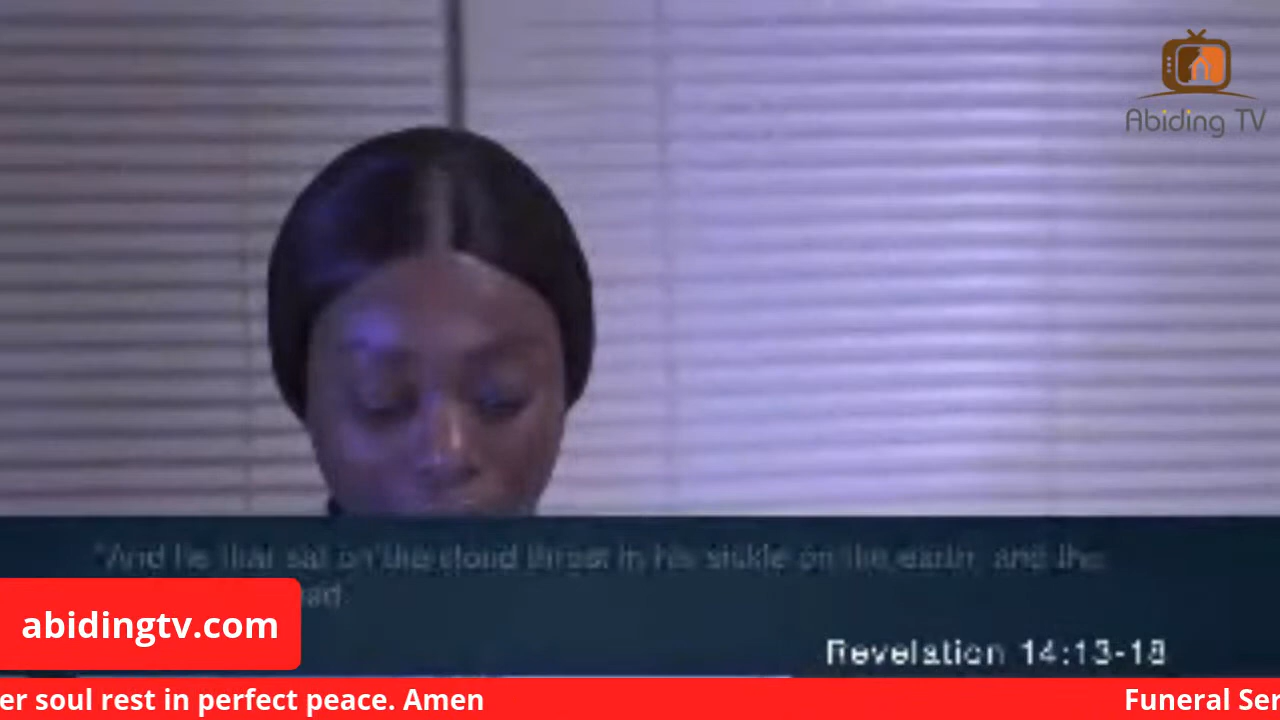 Abiding TV
"And he that sat on the cloud thrust in his sickle on the earth, and the
abidingtv.com
Revelation 14:13-18
er soul rest in perfect peace. Amen
Funeral Ser